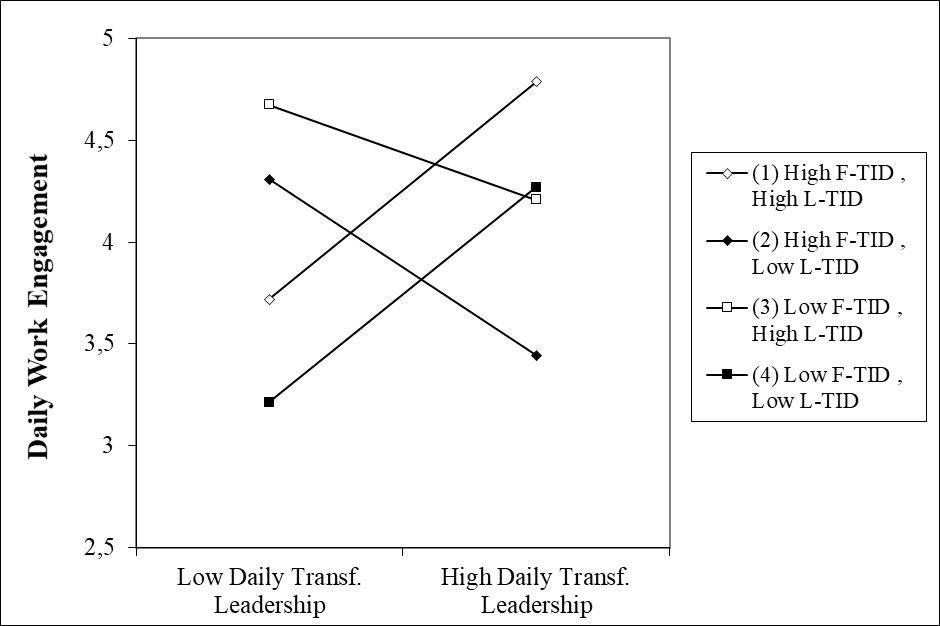 5
4,5
4
3,5
3
2,5
Daily Work Engagement
Low Daily Transf.
Leadership
High Daily Transf.
Leadership
(1) High F-TID ,
High L-TID
(2) High F-TID ,
Low L-TID
(3) Low F-TID ,
High L-TID
(4) Low F-TID ,
Low L-TID